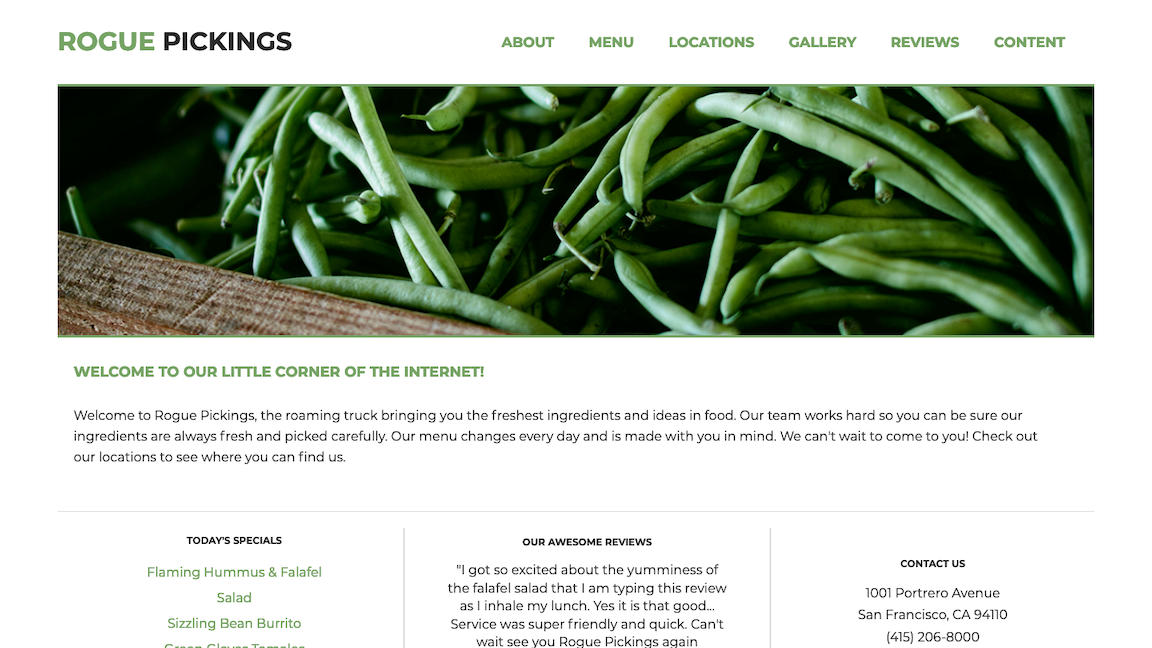 ROGUE PICKINGS
ABOUT MENU LOCATIONS GALLERY REVIEWS CONTENT
WELCOME TO OUR LITTLE CORNER OF THE INTERNET!
Welcome to Rogue Pickings, the roaming truck bringing you the freshest ingredients and ideas in food. Our team works hard so you can be sure our
ingredients are always fresh and picked carefully. Our menu changes every day and is made with you in mind. We can't wait to come to you! Check out
our locations to see where you can find us.
TODAY'S SPECIALS
Flaming Hummus & Falafel
Salad
Sizzling Bean Burrito
OUR AWESOME REVIEWS
"I got so excited about the yumminess of
the falafel salad that I am typing this review
as I inhale my lunch. Yes it is that good...
Service was super friendly and quick. Can't
wait see you Rogue Pickings again
CONTACT US
1001 Portrero Avenue
San Francisco, CA 94110
(415) 206-8000